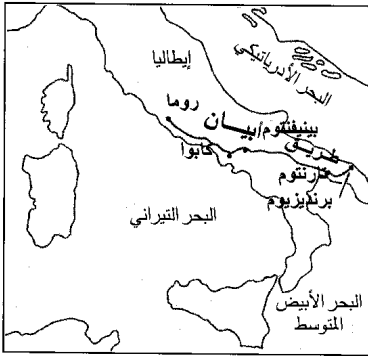 البحر الأدرياتيكي
إيطاليا
روما
طريق أبيان
بينيفنتوم
كابوا
تارنتوم
برنديزيوم
البحر التيراني
البحر الأبيض
المتوسط